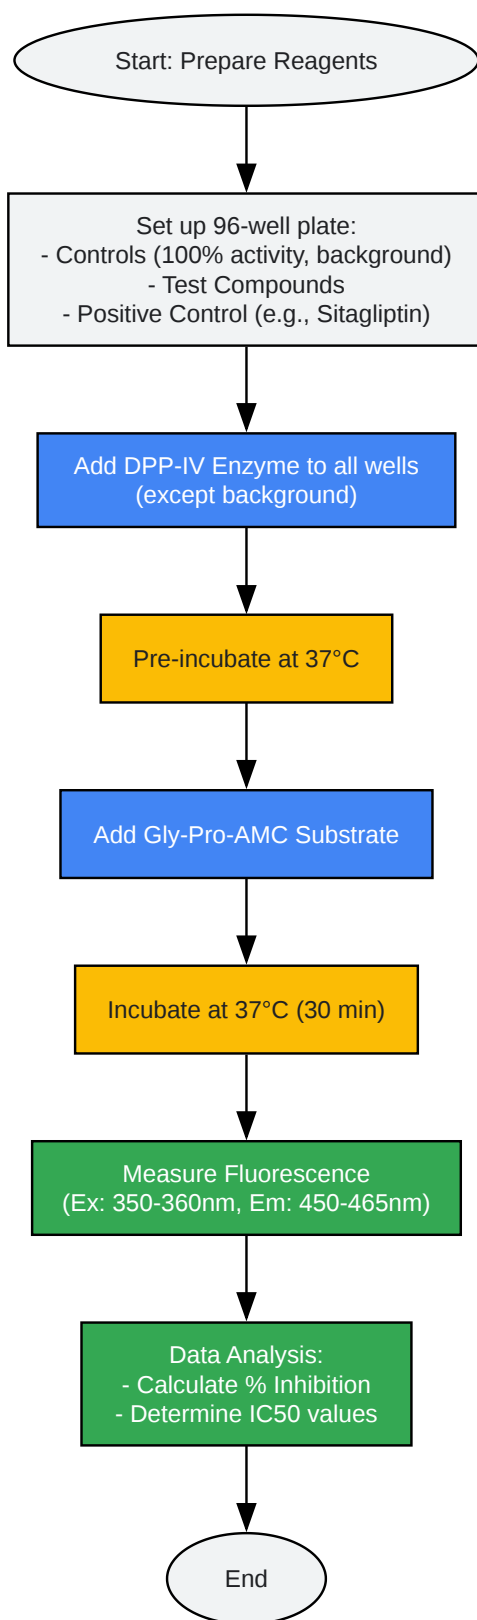 Start: Prepare Reagents
Set up 96-well plate:
- Controls (100% activity, background)
- Test Compounds
- Positive Control (e.g., Sitagliptin)
Add DPP-IV Enzyme to all wells
(except background)
Pre-incubate at 37°C
Add Gly-Pro-AMC Substrate
Incubate at 37°C (30 min)
Measure Fluorescence
(Ex: 350-360nm, Em: 450-465nm)
Data Analysis:
- Calculate % Inhibition
- Determine IC50 values
End